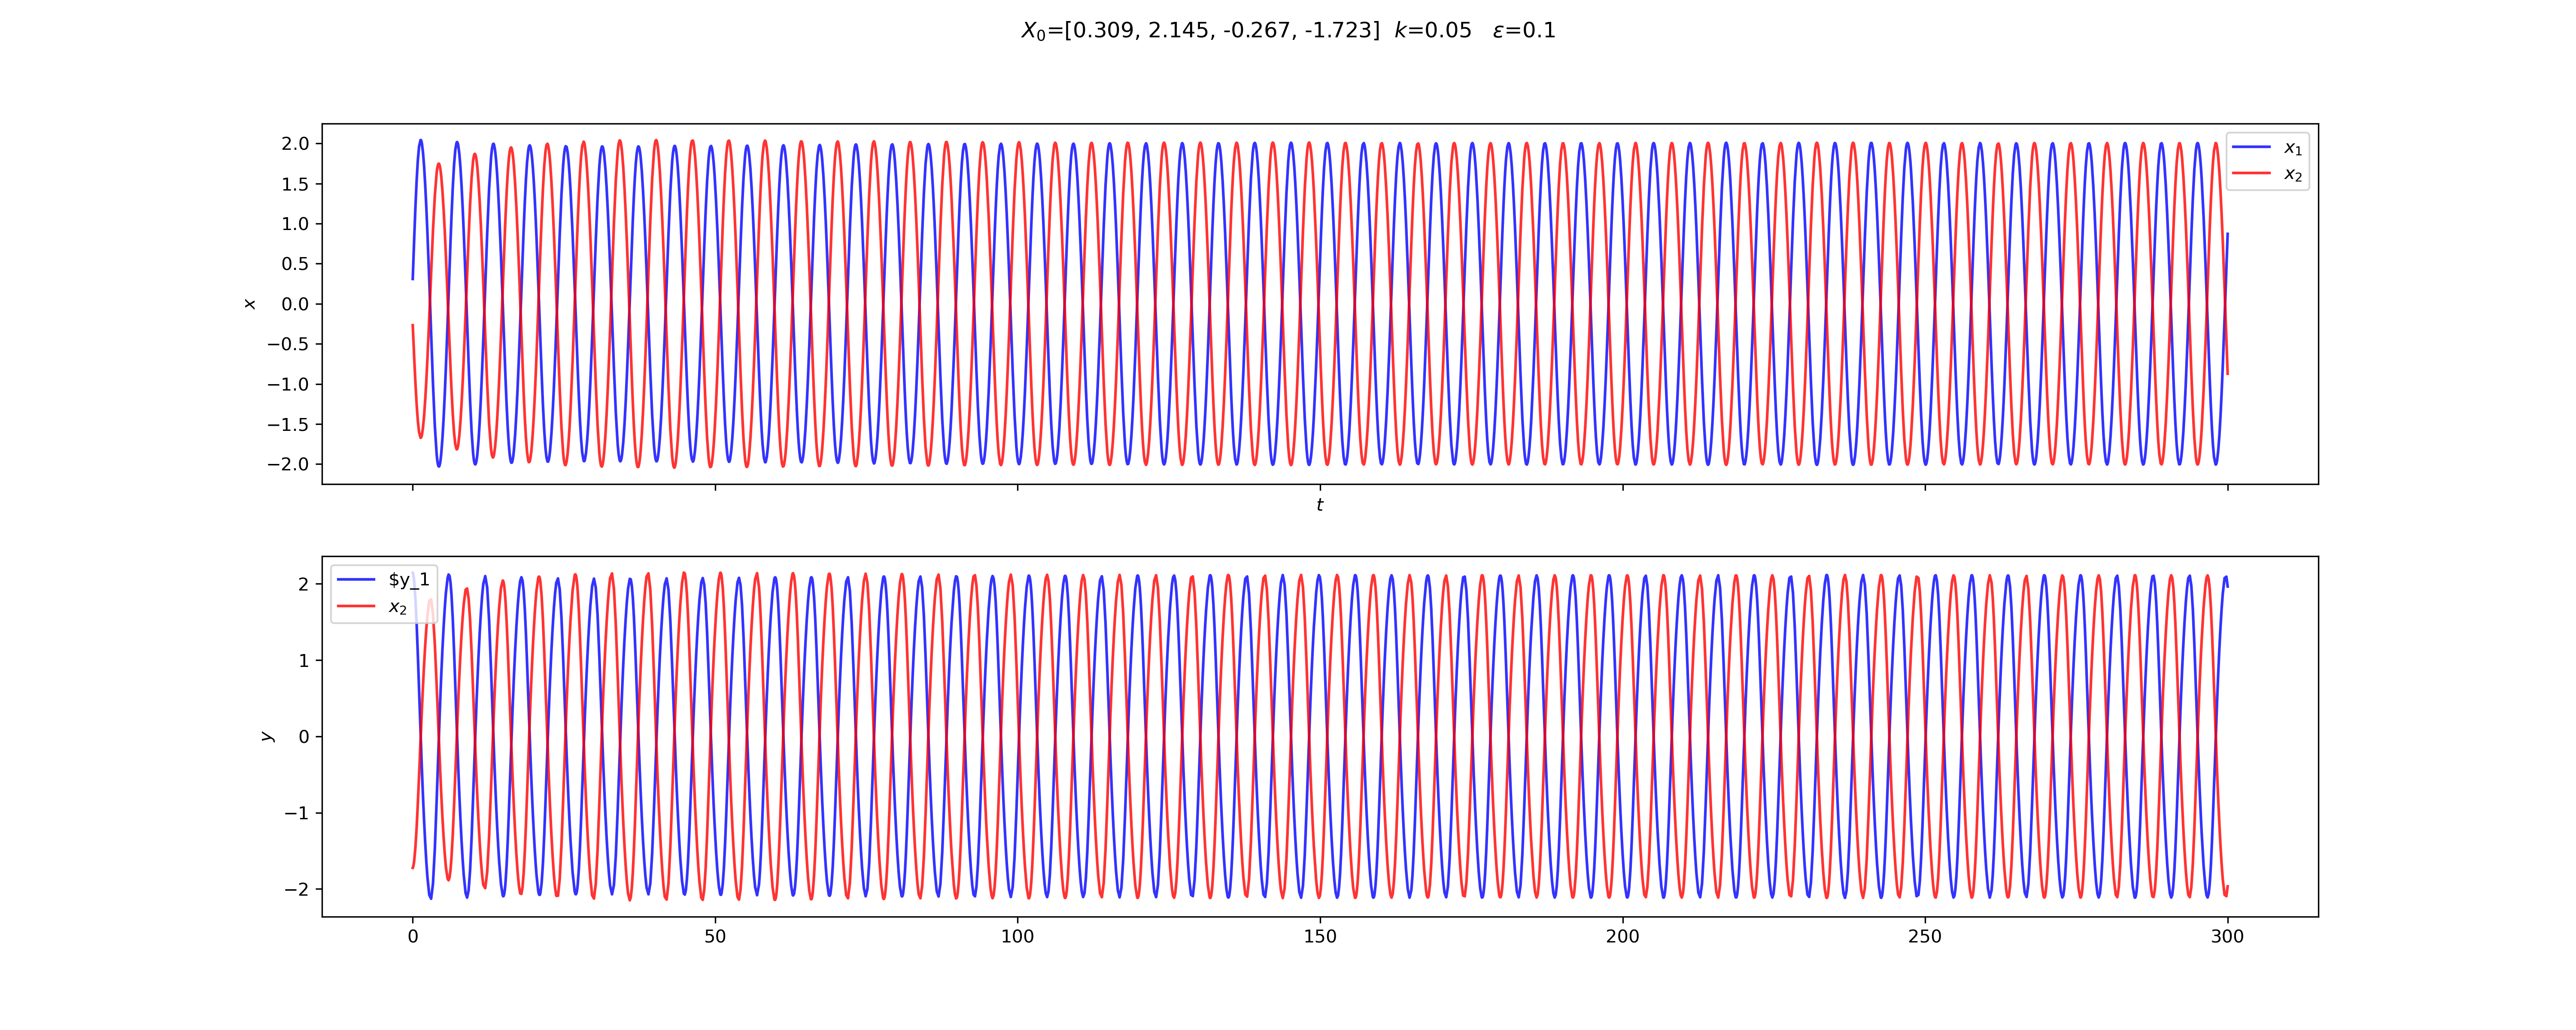 X₀=[0.309, 2.145, -0.267, -1.723] k=0.05 ε=0.1
2.0
1.5
1.0
0.5
0.0
−0.5
−1.0
−1.5
−2.0
x
x₁
x₂
t
2
1
0
−1
−2
y
$y_1
x₂
0 50 100 150 200 250 300